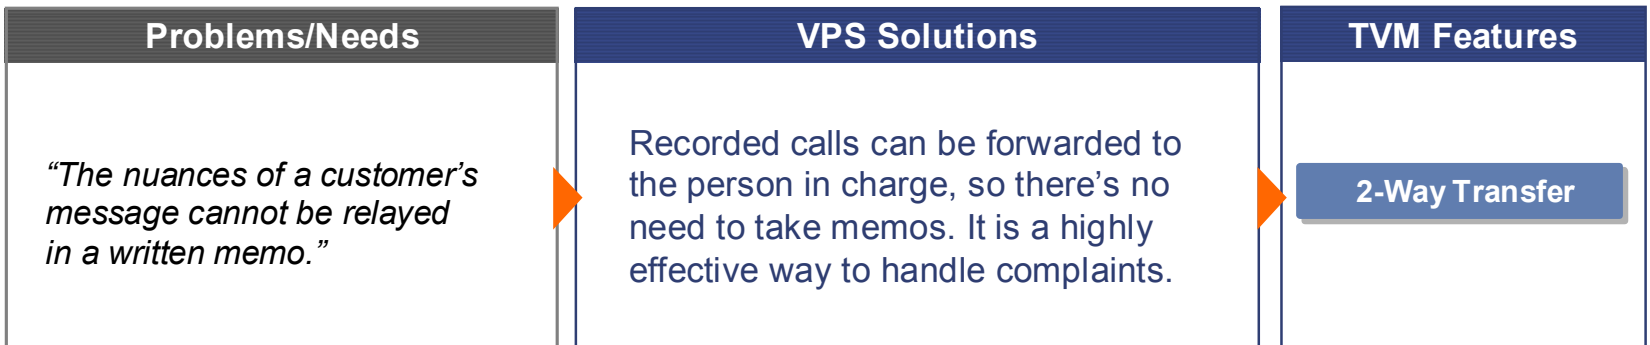 Problems/Needs
VPS Solutions
TVM Features
“The nuances of a customer’s
message cannot be relayed
in a written memo.”
Recorded calls can be forwarded to
the person in charge, so there’s no
need to take memos. It is a highly
effective way to handle complaints.
2-Way Transfer